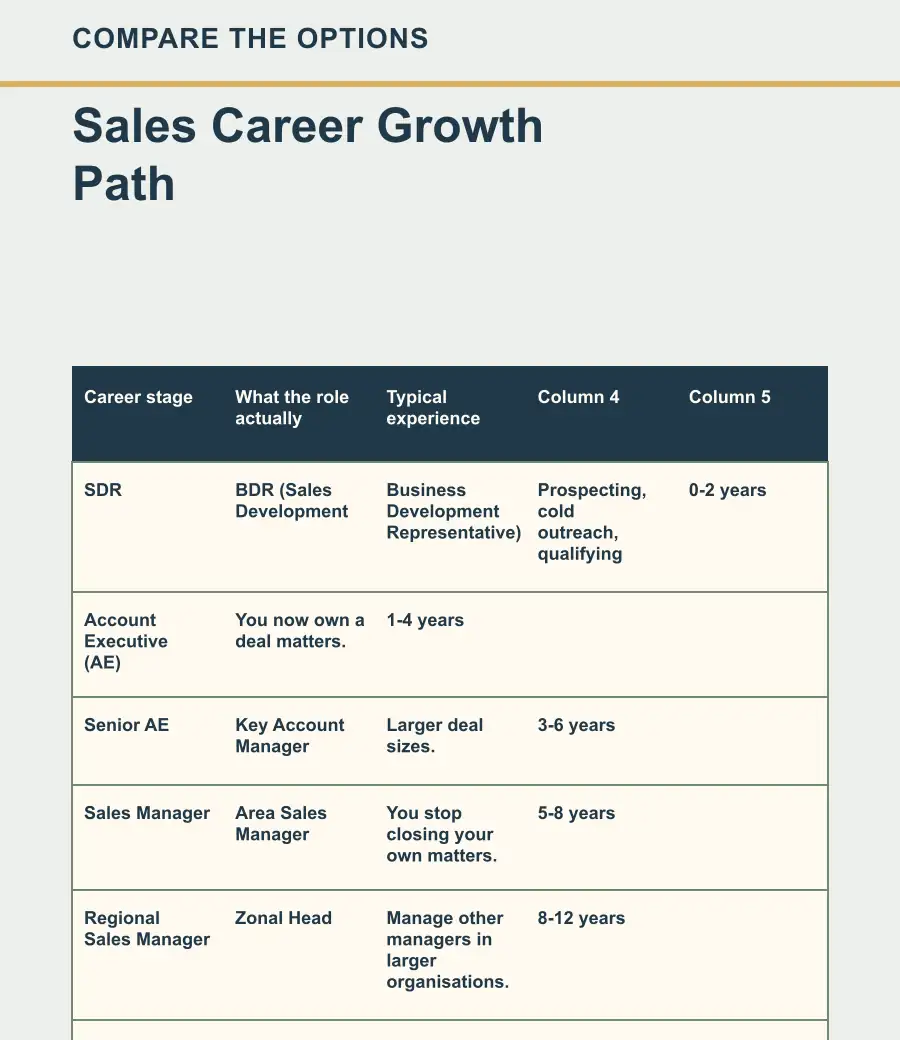 COMPARE THE OPTIONS
Sales Career Growth
Path
Career stage
What the role
actually
Typical
experience
Column 4
Column 5
SDR
BDR (Sales
Development
Business
Development
Representative)
Prospecting,
cold
outreach,
qualifying
0-2 years
Account
Executive
(AE)
You now own a
deal matters.
1-4 years
Senior AE
Key Account
Manager
Larger deal
sizes.
3-6 years
Sales Manager
Area Sales
Manager
You stop
closing your
own matters.
5-8 years
Regional
Sales Manager
Zonal Head
Manage other
managers in
larger
organisations.
8-12 years